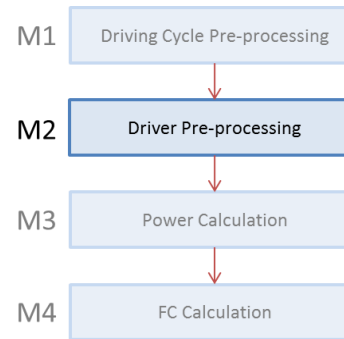 M1 Driving Cycle Pre-processing
M2 Driver Pre-processing
M3 Power Calculation
M4 FC Calculation